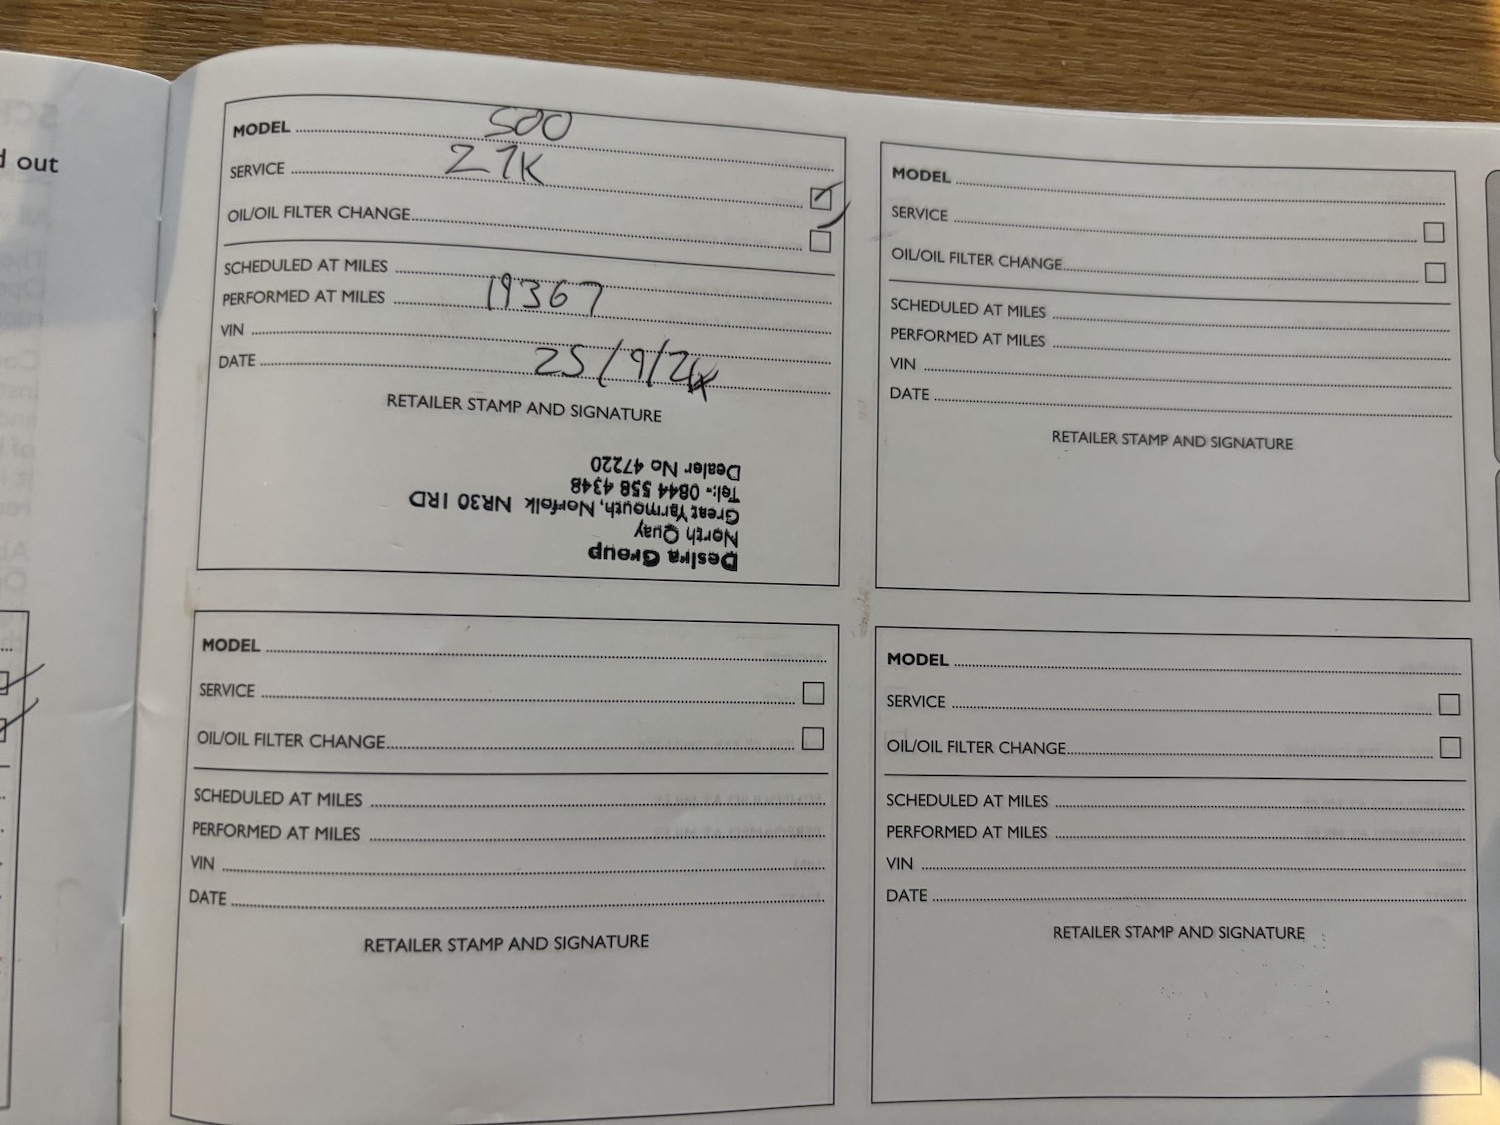 d out
MODEL 500
SERVICE 27K
OIL/OIL FILTER CHANGE
SCHEDULED AT MILES
PERFORMED AT MILES 19367
VIN
DATE 25/9/24
RETAILER STAMP AND SIGNATURE
Desira Group
North Quay
Great Yarmouth, Norfolk NR30 1RD
Tel:- 0844 558 4348
Dealer No 47220
MODEL
SERVICE
OIL/OIL FILTER CHANGE
SCHEDULED AT MILES
PERFORMED AT MILES
VIN
DATE
RETAILER STAMP AND SIGNATURE
MODEL
SERVICE
OIL/OIL FILTER CHANGE
SCHEDULED AT MILES
PERFORMED AT MILES
VIN
DATE
RETAILER STAMP AND SIGNATURE
MODEL
SERVICE
OIL/OIL FILTER CHANGE
SCHEDULED AT MILES
PERFORMED AT MILES
VIN
DATE
RETAILER STAMP AND SIGNATURE